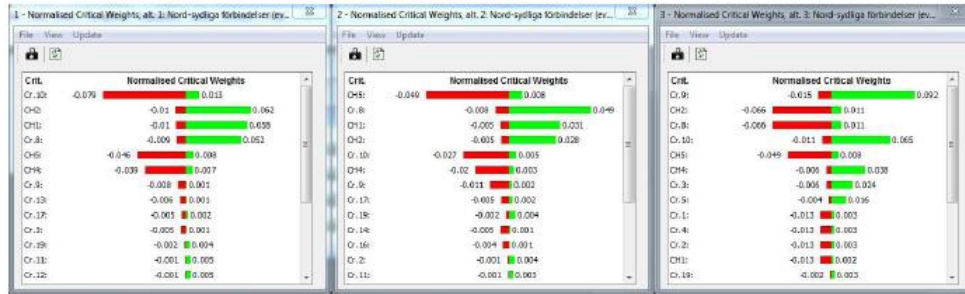 1 - Normalised Critical Weights, alt. 1: Nord-sydliga förbindelser (ev...
File View Update
Crit. Normalised Critical Weights
Cr.10: -0.079 0.013
CH2: -0.01 0.062
CH1: -0.01 0.058
Cr.8: -0.009 0.052
CH5: -0.046 0.008
CH4: -0.039 0.007
Cr.9: -0.008 0.001
Cr.13: -0.006 0.001
Cr.17: -0.005 0.002
Cr.3: -0.005 0.001
Cr.19: -0.002 0.004
Cr.11: -0.001 0.005
Cr.12: -0.001 0.005
2 - Normalised Critical Weights, alt. 2: Nord-sydliga förbindelser (ev...
File View Update
Crit. Normalised Critical Weights
CH5: -0.049 0.008
Cr.8: -0.008 0.049
CH1: -0.005 0.031
CH2: -0.005 0.028
Cr.10: -0.027 0.005
CH4: -0.02 0.003
Cr.9: -0.011 0.002
Cr.17: -0.005 0.002
Cr.19: -0.002 0.004
Cr.14: -0.005 0.001
Cr.16: -0.004 0.001
Cr.2: -0.001 0.004
Cr.11: -0.001 0.003
3 - Normalised Critical Weights, alt. 3: Nord-sydliga förbindelser (ev...
File View Update
Crit. Normalised Critical Weights
Cr.9: -0.015 0.092
CH2: -0.066 0.011
Cr.8: -0.066 0.011
Cr.10: -0.011 0.065
CH5: -0.049 0.008
CH4: -0.006 0.038
Cr.3: -0.006 0.024
Cr.5: -0.004 0.016
Cr.1: -0.013 0.003
Cr.4: -0.013 0.003
Cr.2: -0.013 0.003
CH1: -0.013 0.002
Cr.19: -0.002 0.003